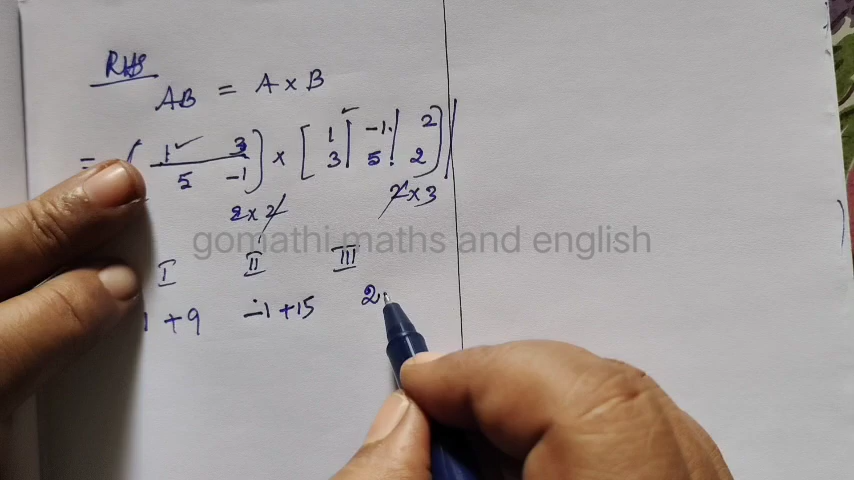 RHS
AB = A × B
= ( 1 ✓ 3 ) × [ 1 | ✓ -1 | 2 ) |
5 -1 3 | 5 | 2
2 × 2 2 × 3
gomathi maths and english
I II III
1 + 9 -1 + 15 2